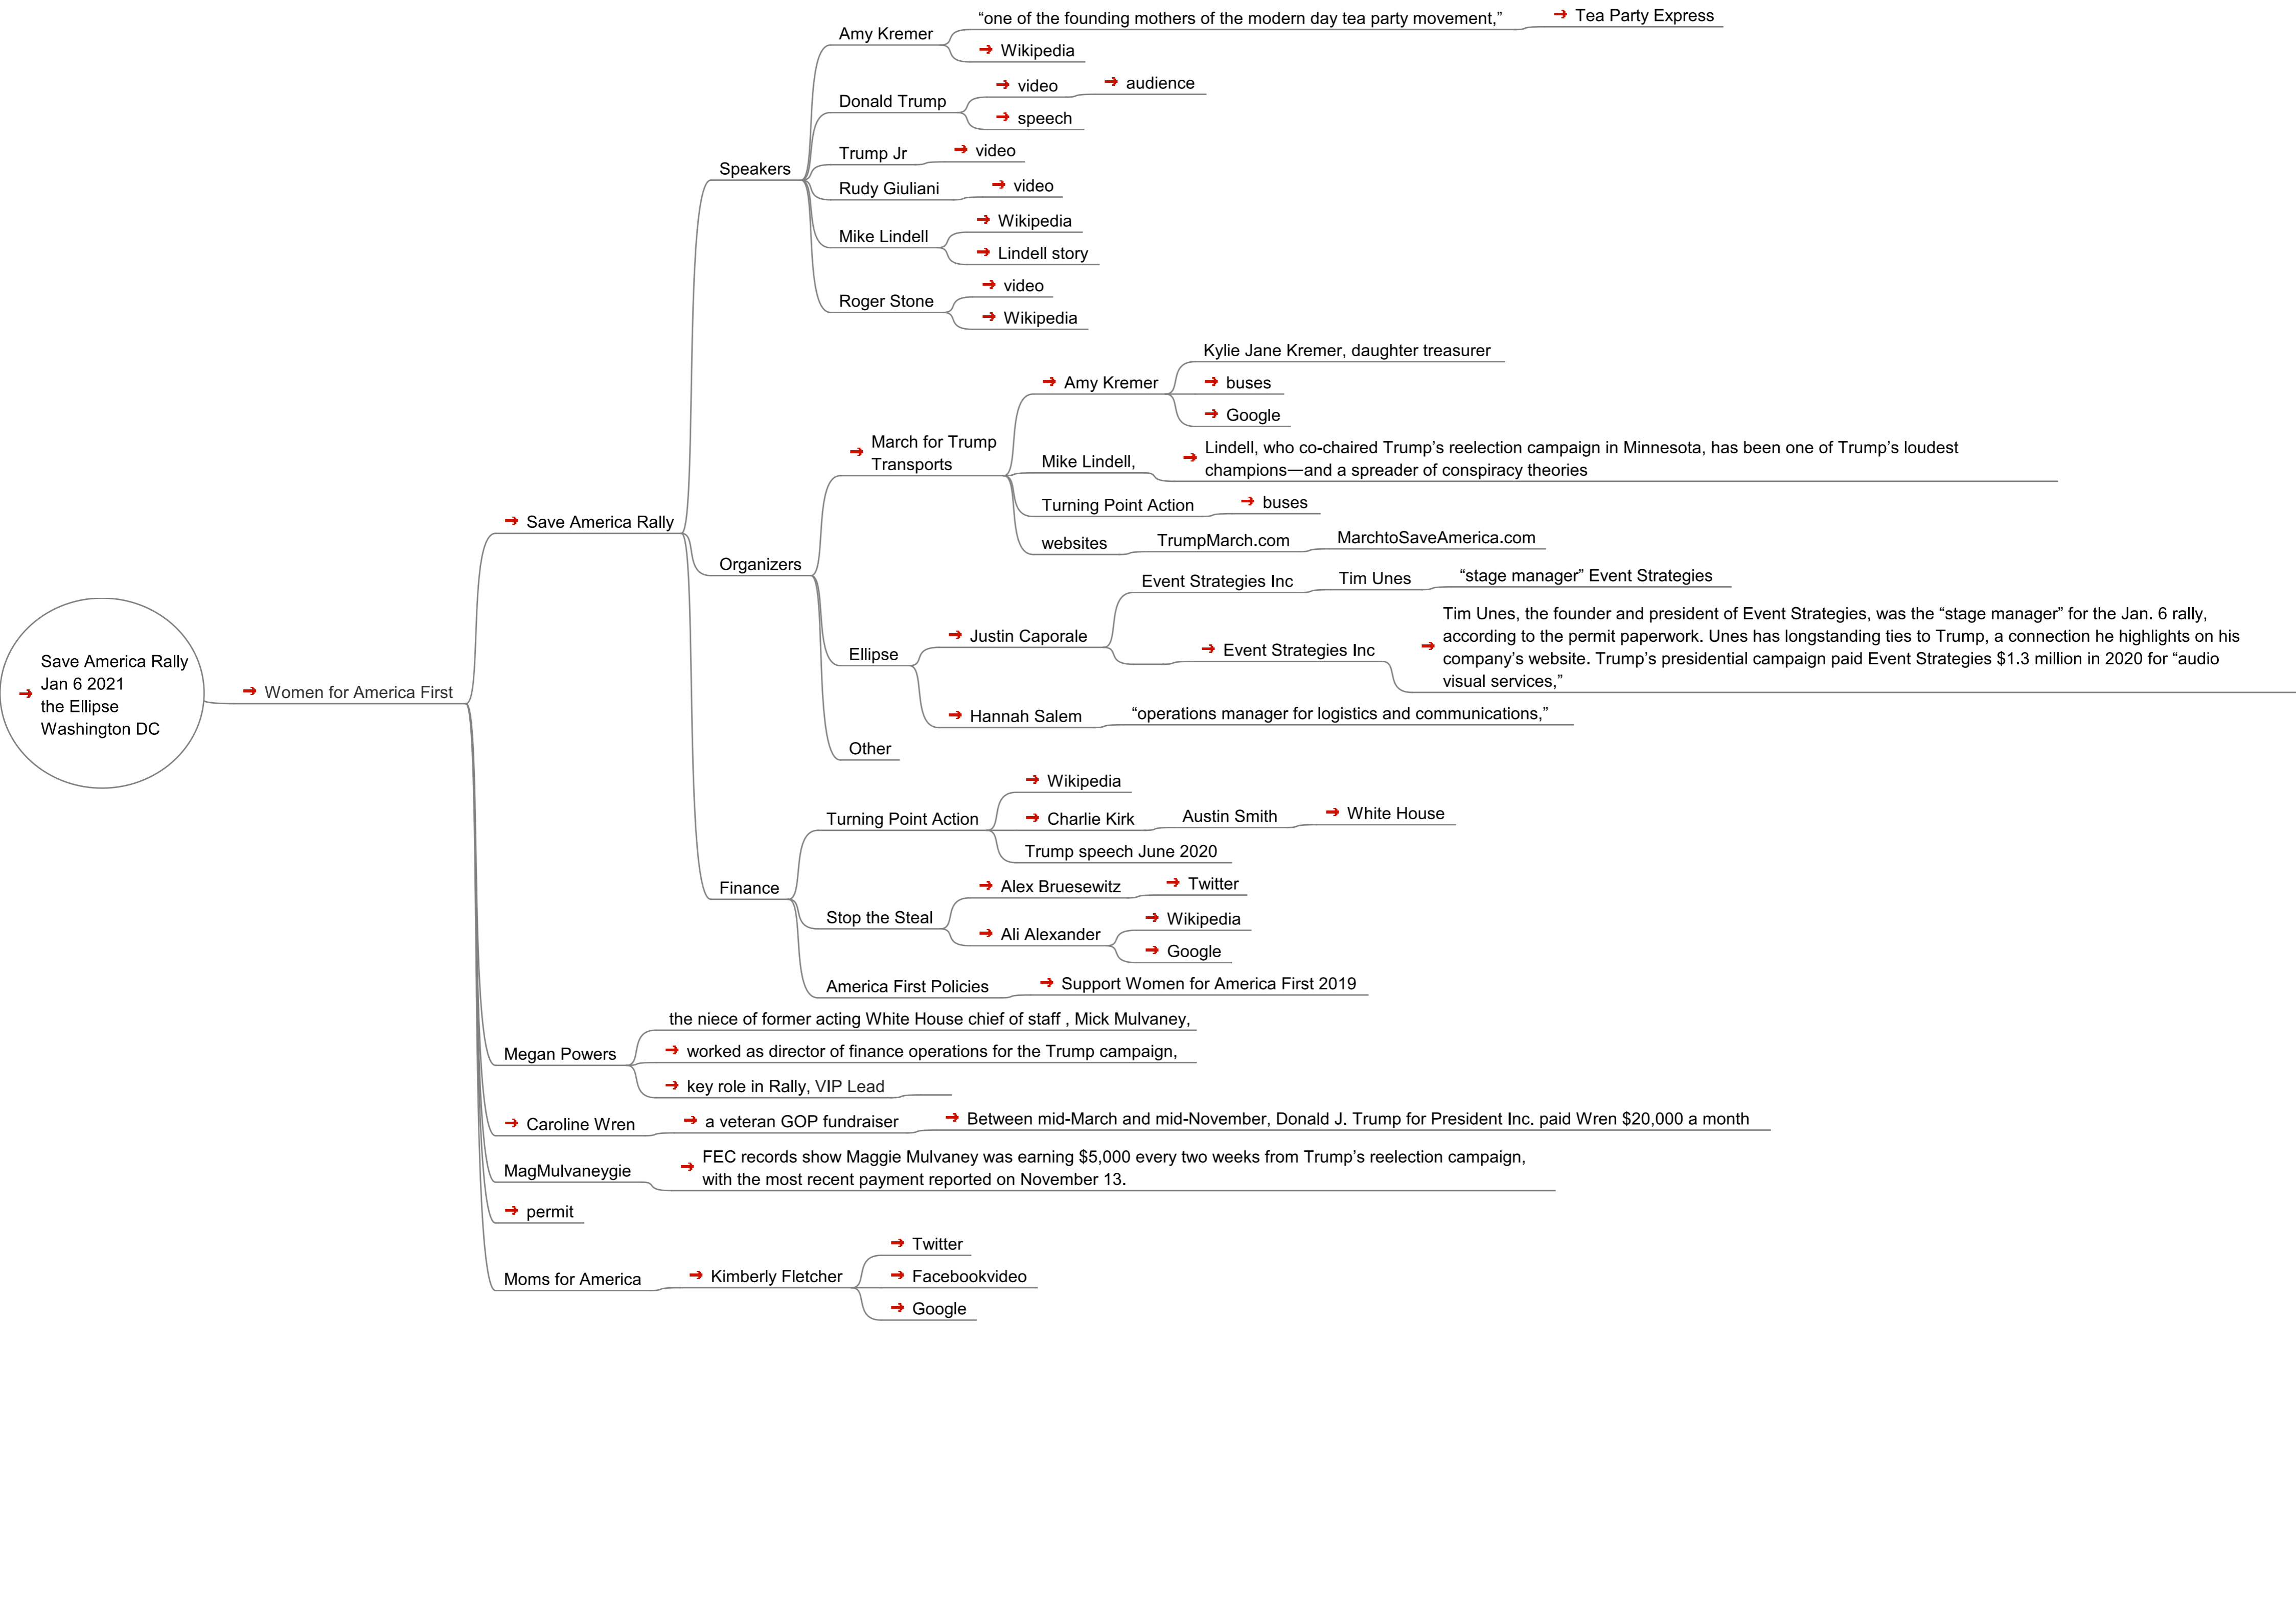 Save America Rally
Jan 6 2021
the Ellipse
Washington DC
Women for America First
Save America Rally
Speakers
Amy Kremer
“one of the founding mothers of the modern day tea party movement,”
Tea Party Express
Wikipedia
Donald Trump
video
audience
speech
Trump Jr
video
Rudy Giuliani
video
Mike Lindell
Wikipedia
Lindell story
Roger Stone
video
Wikipedia
Organizers
March for Trump
Transports
Amy Kremer
Kylie Jane Kremer, daughter treasurer
buses
Google
Mike Lindell,
Lindell, who co-chaired Trump’s reelection campaign in Minnesota, has been one of Trump’s loudest
champions—and a spreader of conspiracy theories
Turning Point Action
buses
websites
TrumpMarch.com
MarchtoSaveAmerica.com
Ellipse
Justin Caporale
Event Strategies Inc
Tim Unes
“stage manager” Event Strategies
Event Strategies Inc
Tim Unes, the founder and president of Event Strategies, was the “stage manager” for the Jan. 6 rally,
according to the permit paperwork. Unes has longstanding ties to Trump, a connection he highlights on his
company’s website. Trump’s presidential campaign paid Event Strategies $1.3 million in 2020 for “audio
visual services,”
Hannah Salem
“operations manager for logistics and communications,”
Other
Finance
Turning Point Action
Wikipedia
Charlie Kirk
Austin Smith
White House
Trump speech June 2020
Stop the Steal
Alex Bruesewitz
Twitter
Ali Alexander
Wikipedia
Google
America First Policies
Support Women for America First 2019
Megan Powers
the niece of former acting White House chief of staff , Mick Mulvaney,
worked as director of finance operations for the Trump campaign,
key role in Rally, VIP Lead
Caroline Wren
a veteran GOP fundraiser
Between mid-March and mid-November, Donald J. Trump for President Inc. paid Wren $20,000 a month
MagMulvaneygie
FEC records show Maggie Mulvaney was earning $5,000 every two weeks from Trump’s reelection campaign,
with the most recent payment reported on November 13.
permit
Moms for America
Kimberly Fletcher
Twitter
Facebookvideo
Google